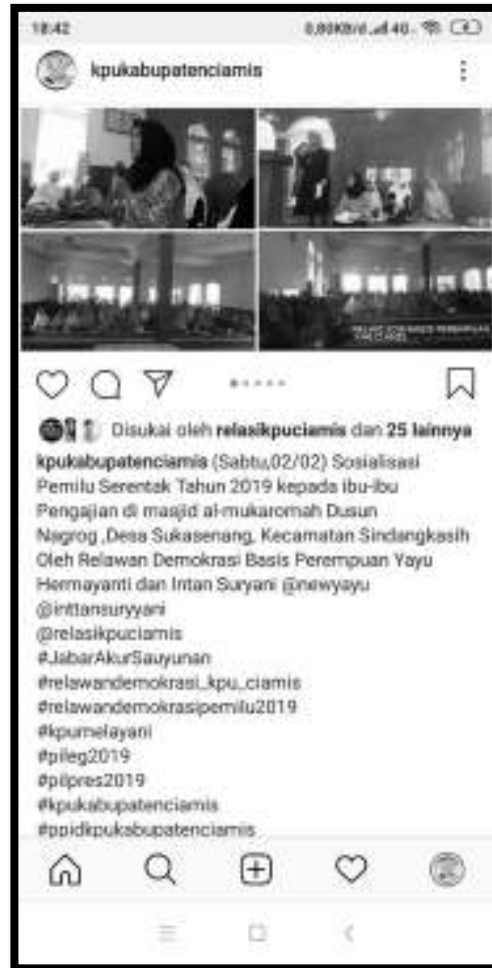 18:42
kpukabupatenciamis
Disukai oleh relasikpuciamis dan 25 lainnya
kpukabupatenciamis (Sabtu,02/02) Sosialisasi
Pemilu Serentak Tahun 2019 kepada ibu-ibu
Pengajian di masjid al-mukaromah Dusun
Nagrog ,Desa Sukasenang, Kecamatan Sindangkasih
Oleh Relawan Demokrasi Basis Perempuan Yayu
Hermayanti dan Intan Suryani @newyayu
@inttansuryyani
@relasikpuciamis
#JabarAkurSauyunan
#relawandemokrasi_kpu_ciamis
#relawandemokrasipemilu2019
#kpumelayani
#pileg2019
#pilpres2019
#kpukabupatenciamis
#ppidkpukabupatenciamis